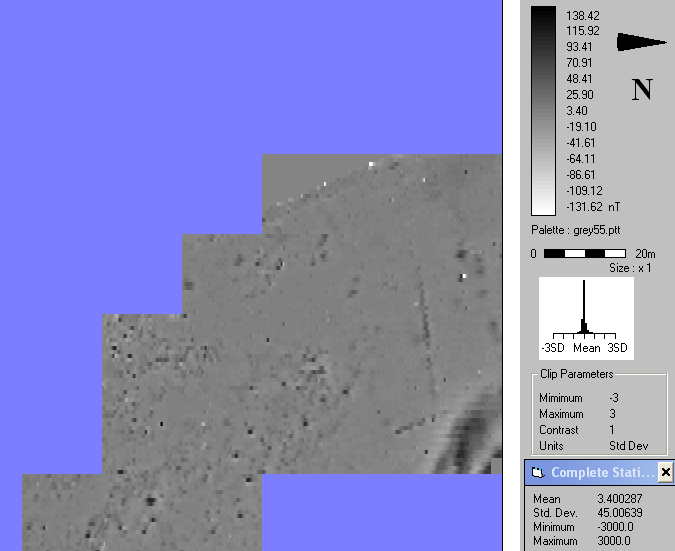 138.42
115.92
93.41
70.91
48.41
25.90
3.40
-19.10
-41.61
-64.11
-86.61
-109.12
-131.62 nT
N
Palette : grey55.ptt
0 20m
Size : x 1
-3SD Mean 3SD
Clip Parameters
Minimum -3
Maximum 3
Contrast 1
Units Std Dev
Complete Stati...
Mean 3.400287
Std. Dev. 45.00639
Minimum -3000.0
Maximum 3000.0